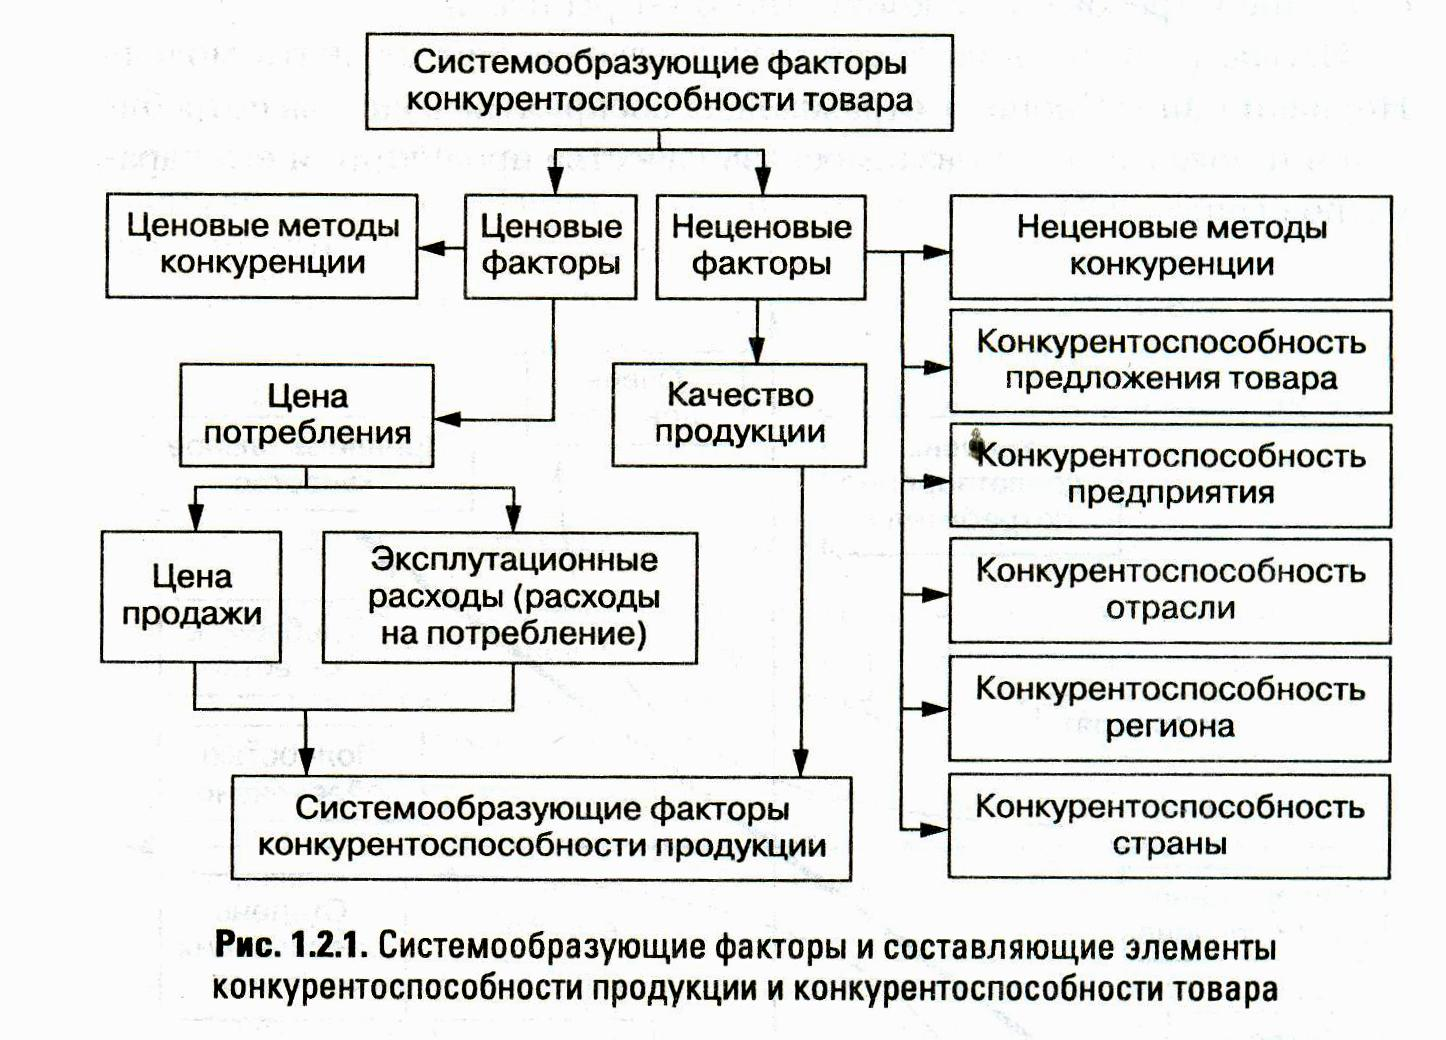 Системообразующие факторы
конкурентоспособности товара
Ценовые методы
конкуренции
Ценовые
факторы
Неценовые
факторы
Неценовые методы
конкуренции
Конкурентоспособность
предложения товара
Цена
потребления
Качество
продукции
Конкурентоспособность
предприятия
Цена
продажи
Эксплутационные
расходы (расходы
на потребление)
Конкурентоспособность
отрасли
Конкурентоспособность
региона
Системообразующие факторы
конкурентоспособности продукции
Конкурентоспособность
страны
Рис. 1.2.1. Системообразующие факторы и составляющие элементы
конкурентоспособности продукции и конкурентоспособности товара